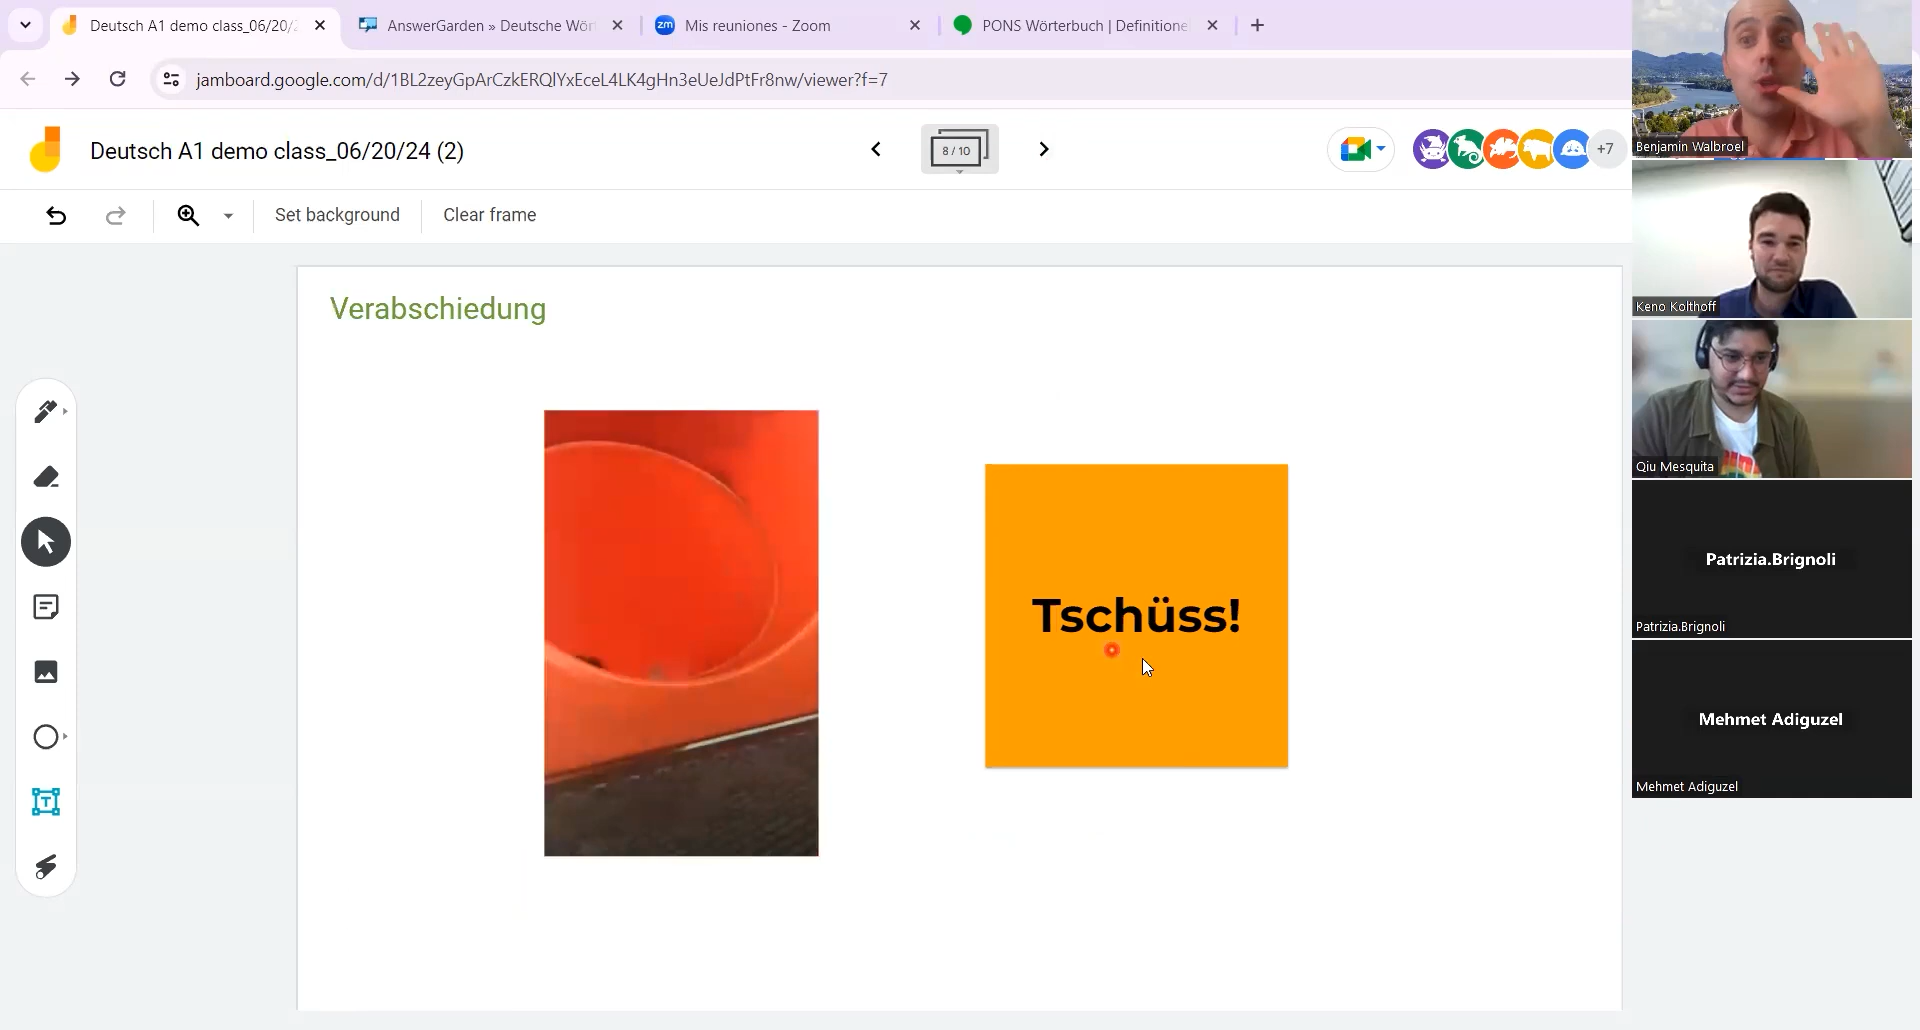 Deutsch A1 demo class_06/20/2
AnswerGarden » Deutsche Wör
zm
Mis reuniones - Zoom
PONS Wörterbuch | Definitione
jamboard.google.com/d/1BL2zeyGpArCzkERQlYxEceL4LK4gHn3eUeJdPtFr8nw/viewer?f=7
Deutsch A1 demo class_06/20/24 (2)
8 / 10
+7
Set background
Clear frame
Verabschiedung
Tschüss!
Benjamin Walbroel
Keno Kolthoff
Qiu Mesquita
Patrizia.Brignoli
Patrizia.Brignoli
Mehmet Adiguzel
Mehmet Adiguzel